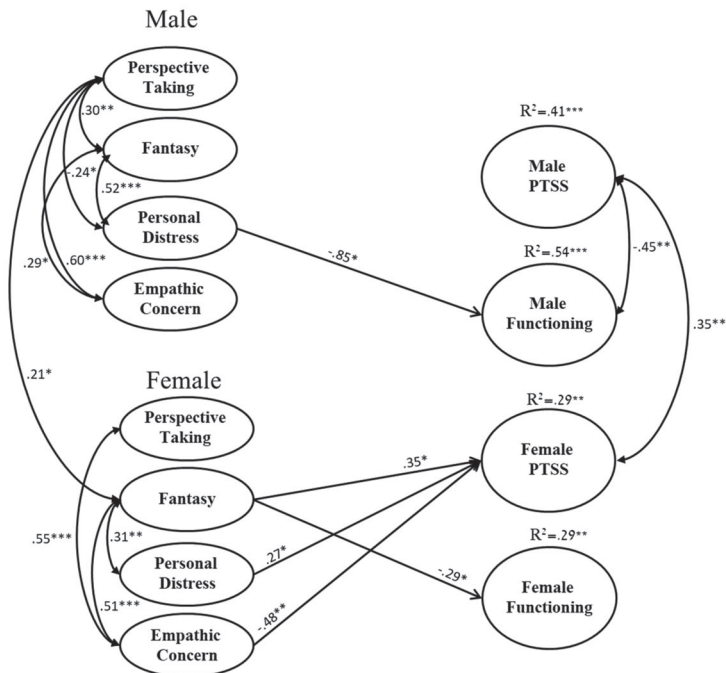 Male
Perspective
Taking
.30**
Fantasy
-.24*
.52***
Personal
Distress
.29*
.60***
Empathic
Concern
-.85*
R²=.41***
Male
PTSS
R²=.54***
-.45**
Male
Functioning
.35**
.21*
Female
Perspective
Taking
R²=.29**
Female
PTSS
.35*
Fantasy
.55***
.31**
.27*
R²=.29**
Personal
Distress
-.29*
.51***
-.48**
Female
Functioning
Empathic
Concern